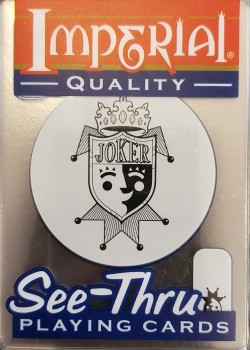 IMPERIAL®
QUALITY
JOKER
See-Thru
PLAYING CARDS